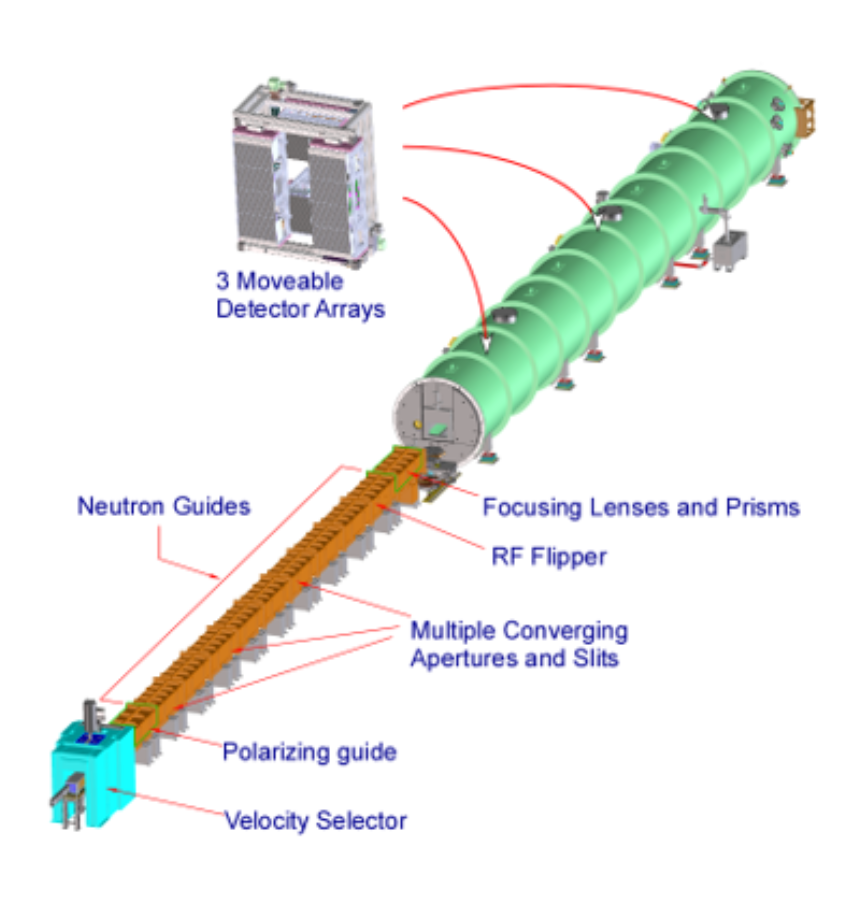 3 Moveable
Detector Arrays
Neutron Guides
Focusing Lenses and Prisms
RF Flipper
Multiple Converging
Apertures and Slits
Polarizing guide
Velocity Selector